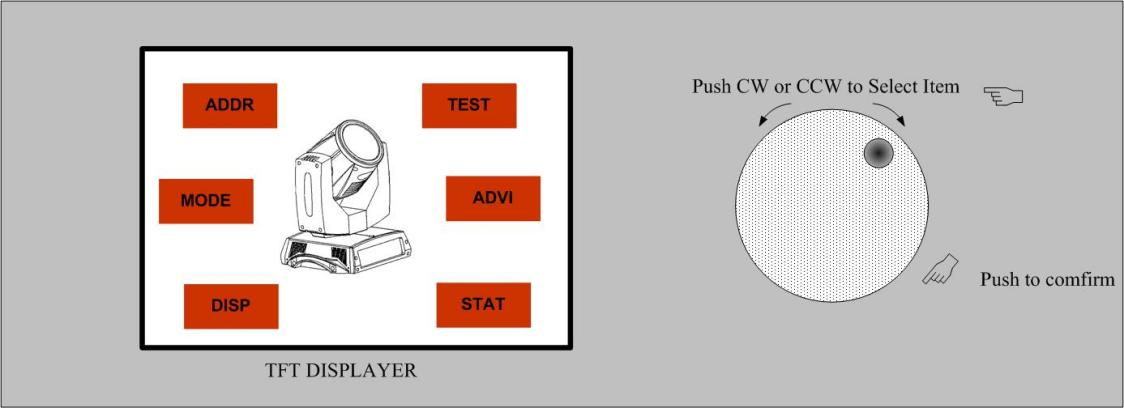 ADDR
TEST
MODE
ADVI
DISP
STAT
TFT DISPLAYER
Push CW or CCW to Select Item
Push to comfirm